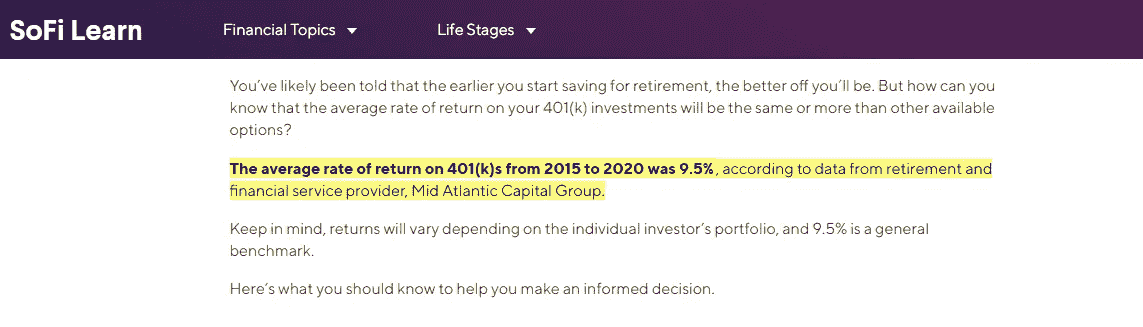 SoFi Learn
Financial Topics
Life Stages
You’ve likely been told that the earlier you start saving for retirement, the better off you’ll be. But how can you
know that the average rate of return on your 401(k) investments will be the same or more than other available
options?
The average rate of return on 401(k)s from 2015 to 2020 was 9.5%, according to data from retirement and
financial service provider, Mid Atlantic Capital Group.
Keep in mind, returns will vary depending on the individual investor’s portfolio, and 9.5% is a general
benchmark.
Here’s what you should know to help you make an informed decision.